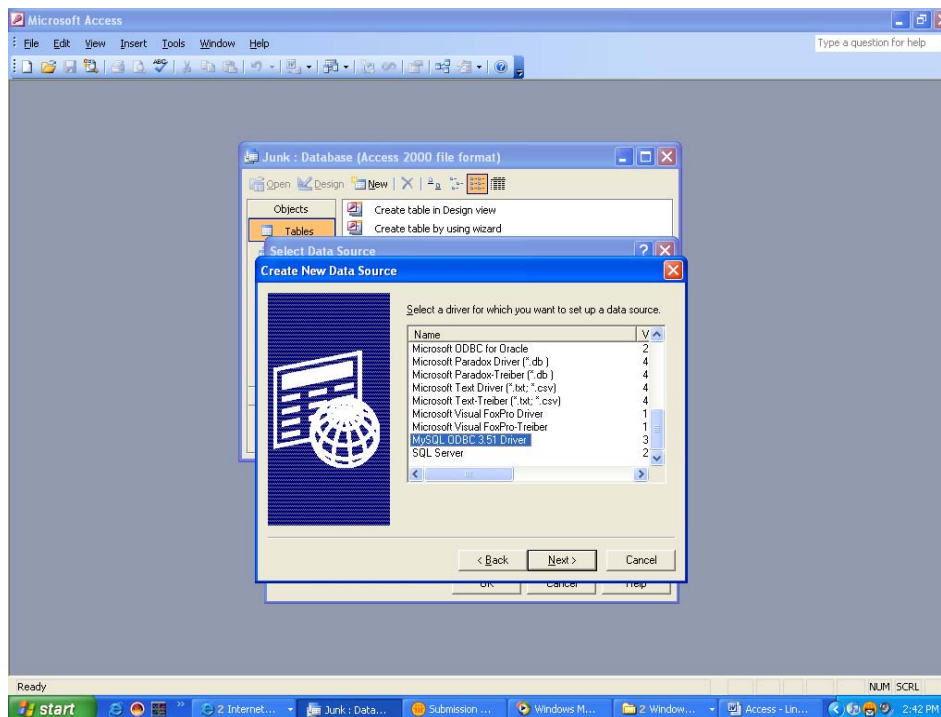 Microsoft Access
File Edit View Insert Tools Window Help
Type a question for help
Junk : Database (Access 2000 file format)
Open Design New
Objects
Create table in Design view
Tables
Create table by using wizard
Select Data Source
Create New Data Source
Select a driver for which you want to set up a data source.
Name V
Microsoft ODBC for Oracle 2
Microsoft Paradox Driver (*.db ) 4
Microsoft Paradox-Treiber (*.db ) 4
Microsoft Text Driver (*.txt; *.csv) 4
Microsoft Text-Treiber (*.txt; *.csv) 4
Microsoft Visual FoxPro Driver 1
Microsoft Visual FoxPro-Treiber 1
MySQL ODBC 3.51 Driver 3
SQL Server 2
< Back Next > Cancel
OK Cancel Help
Ready NUM SCRL
start 2 Internet... Junk : Data... Submission ... Windows M... 2 Window... Access - Lin... 2:42 PM